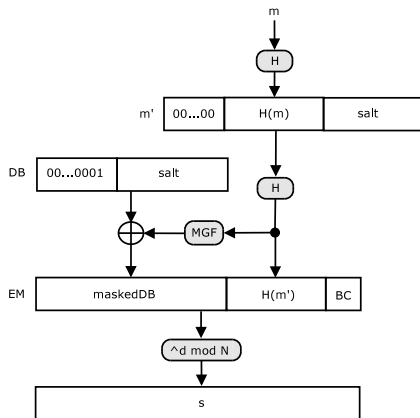 m
H
m' 00...00 H(m) salt
DB 00...0001 salt
H
MGF
EM maskedDB H(m') BC
^d mod N
s